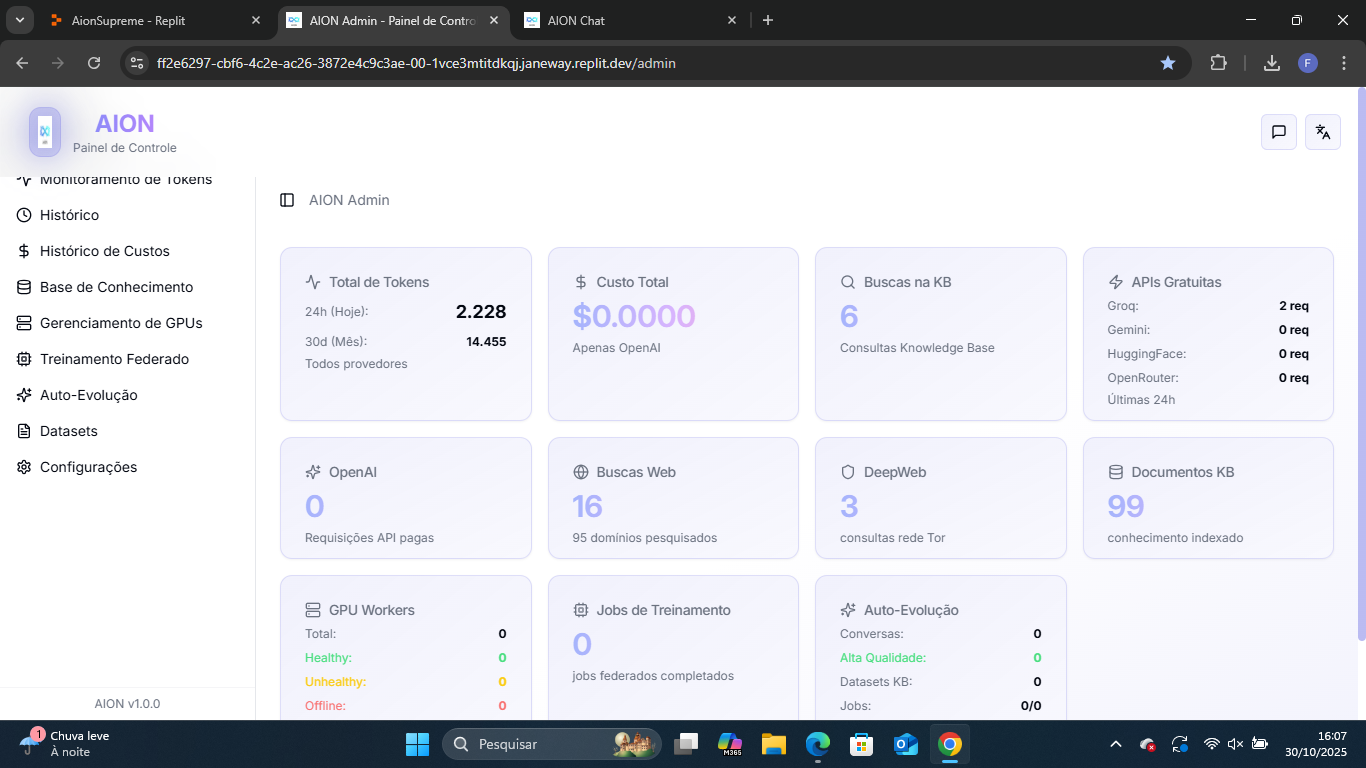 AionSupreme - Replit
AION Admin - Painel de Contro
AION Chat
ff2e6297-cbf6-4c2e-ac26-3872e4c9c3ae-00-1vce3mtitdkqj.janeway.replit.dev/admin
F
AION
Painel de Controle
Monitoramento de Tokens
Histórico
Histórico de Custos
Base de Conhecimento
Gerenciamento de GPUs
Treinamento Federado
Auto-Evolução
Datasets
Configurações
AION v1.0.0
AION Admin
Total de Tokens
24h (Hoje): 2.228
30d (Mês): 14.455
Todos provedores
Custo Total
$0.0000
Apenas OpenAI
Buscas na KB
6
Consultas Knowledge Base
APIs Gratuitas
Groq: 2 req
Gemini: 0 req
HuggingFace: 0 req
OpenRouter: 0 req
Últimas 24h
OpenAI
0
Requisições API pagas
Buscas Web
16
95 domínios pesquisados
DeepWeb
3
consultas rede Tor
Documentos KB
99
conhecimento indexado
GPU Workers
Total: 0
Healthy: 0
Unhealthy: 0
Offline: 0
Jobs de Treinamento
0
jobs federados completados
Auto-Evolução
Conversas: 0
Alta Qualidade: 0
Datasets KB: 0
Jobs: 0/0
1
Chuva leve
À noite
Pesquisar
M365
16:07
30/10/2025